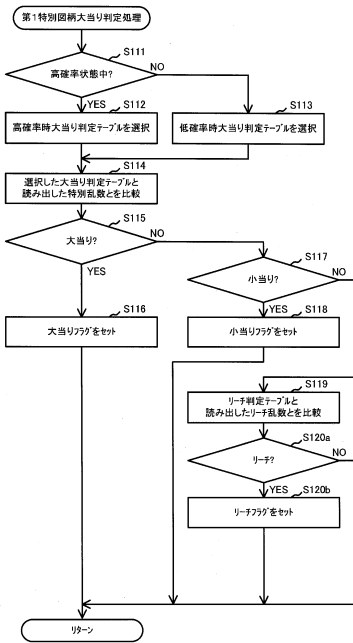 第1特別図柄大当り判定処理
S111
高確率状態中?
NO
YES
S112
高確率時大当り判定テーブルを選択
S113
低確率時大当り判定テーブルを選択
S114
選択した大当り判定テーブルと
読み出した特別乱数とを比較
S115
大当り?
NO
YES
S116
大当りフラグをセット
S117
小当り?
NO
YES
S118
小当りフラグをセット
S119
リーチ判定テーブルと
読み出したリーチ乱数とを比較
S120a
リーチ?
NO
YES
S120b
リーチフラグをセット
リターン